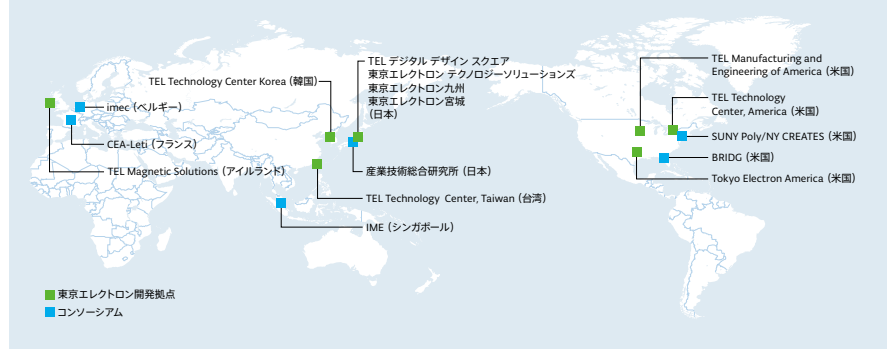 TEL デジタル デザイン スクエア
東京エレクトロン テクノロジーソリューションズ
東京エレクトロン九州
東京エレクトロン宮城
（日本）
TEL Technology Center Korea（韓国）
imec（ベルギー）
CEA-Leti（フランス）
TEL Magnetic Solutions（アイルランド）
産業技術総合研究所（日本）
TEL Technology Center, Taiwan（台湾）
IME（シンガポール）
TEL Manufacturing and
Engineering of America（米国）
TEL Technology
Center, America（米国）
SUNY Poly/NY CREATES（米国）
BRIDG（米国）
Tokyo Electron America（米国）
東京エレクトロン開発拠点
コンソーシアム